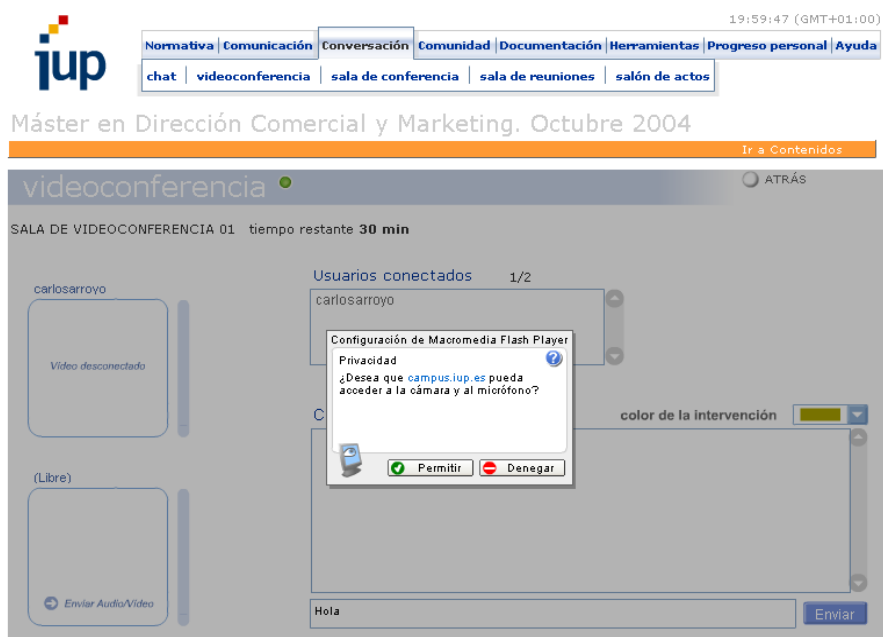 19:59:47 (GMT+01:00)
iup
Normativa Comunicación Conversación Comunidad Documentación Herramientas Progreso personal Ayuda
chat videoconferencia sala de conferencia sala de reuniones salón de actos
Máster en Dirección Comercial y Marketing. Octubre 2004
Ir a Contenidos
videoconferencia
ATRÁS
SALA DE VIDEOCONFERENCIA 01 tiempo restante 30 min
Usuarios conectados 1/2
carlosarroyo
carlosarroyo
Configuración de Macromedia Flash Player
Privacidad
¿Desea que campus.iup.es pueda
acceder a la cámara y al micrófono?
Vídeo desconectado
C
color de la intervención
Permitir Denegar
(Libre)
Enviar Audio/Vídeo
Hola
Enviar